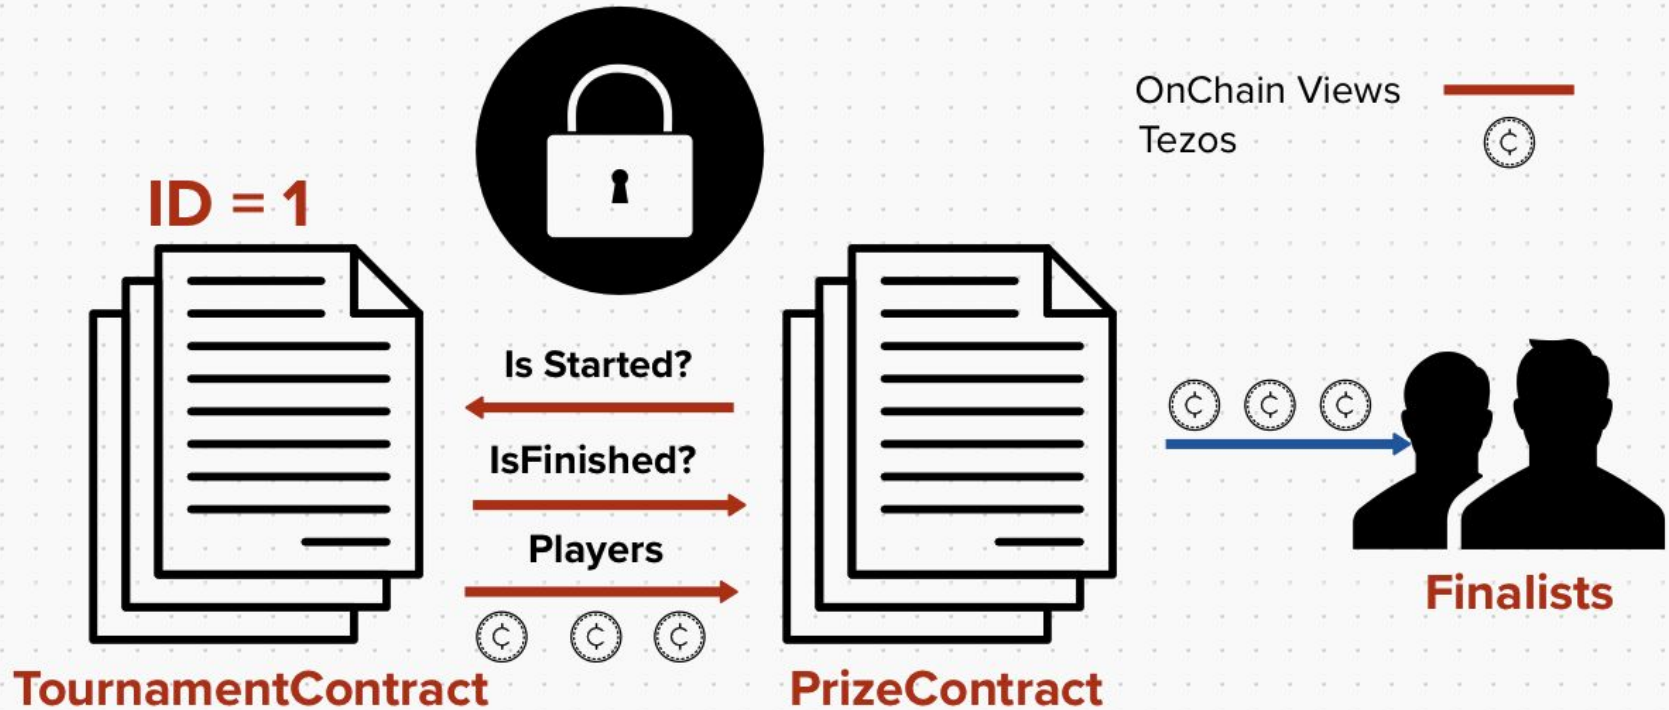 OnChain Views
Tezos
ID = 1
Is Started?
IsFinished?
Players
Finalists
TournamentContract
PrizeContract